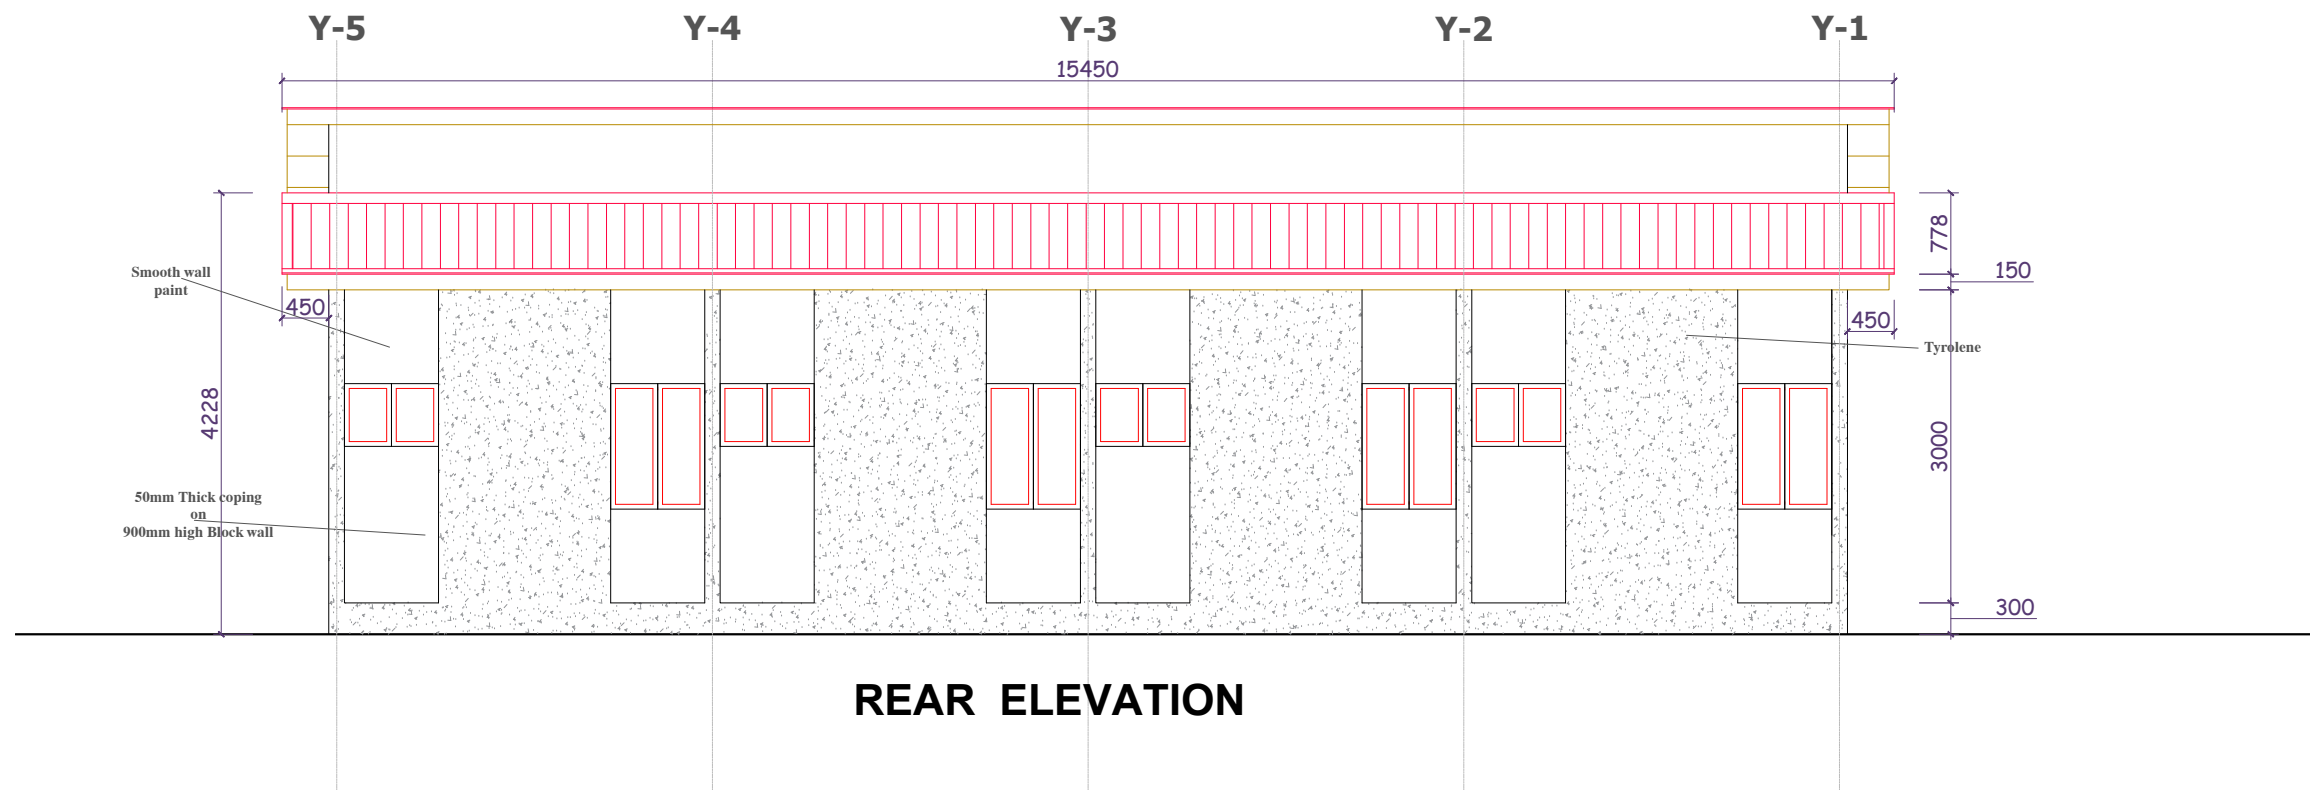 Y-5 Y-4 Y-3 Y-2 Y-1
15450
778
Smooth wall
paint
150
450
450
Tyrolene
4228
3000
50mm Thick coping
on
900mm high Block wall
300
REAR ELEVATION